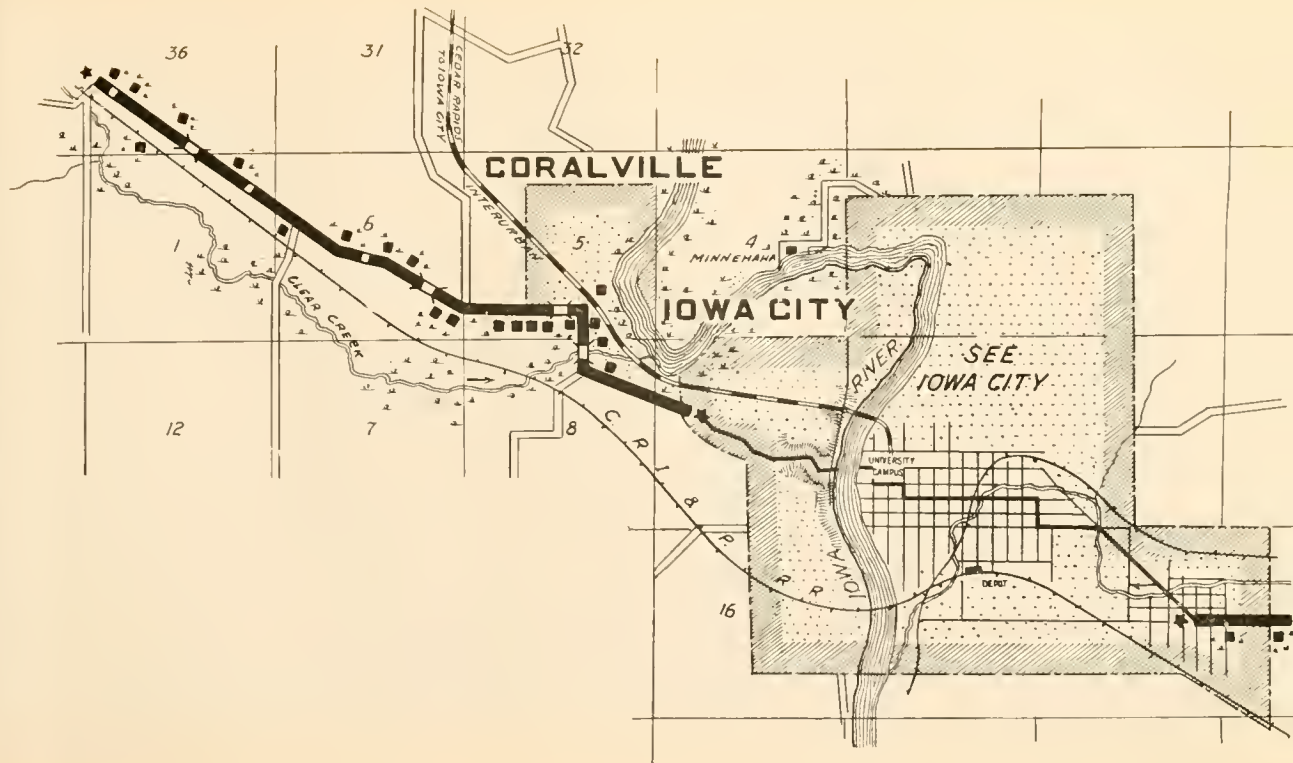 36
31
32
CEDAR RAPIDS
TO IOWA CITY
CORALVILLE
INTERURBAN
1
6
5
4
MINNEHAHA
CLEAR CREEK
IOWA CITY
SEE
IOWA CITY
RIVER
12
7
8
C. R. I. & P. R. R.
UNIVERSITY
CAMPUS
IOWA
DEPOT
16